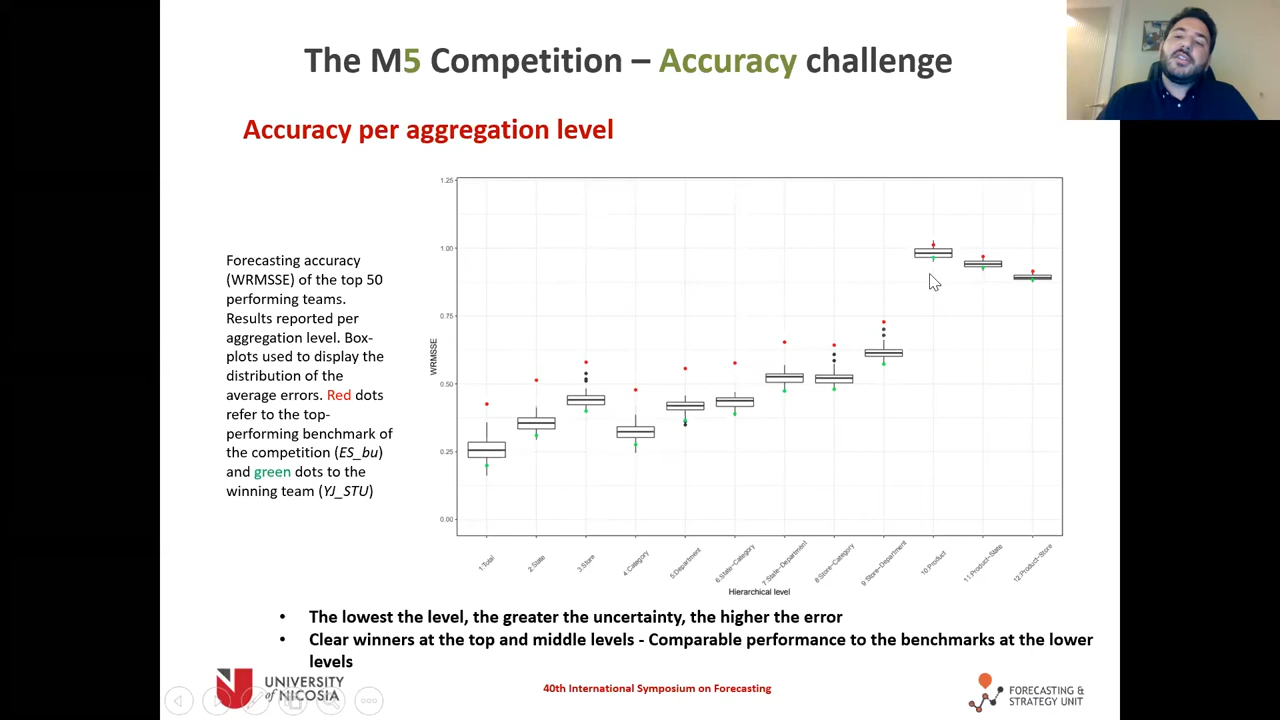 The M5 Competition – Accuracy challenge
Accuracy per aggregation level
Forecasting accuracy
(WRMSSE) of the top 50
performing teams.
Results reported per
aggregation level. Box-
plots used to display the
distribution of the
average errors. Red dots
refer to the top-
performing benchmark of
the competition (ES_bu)
and green dots to the
winning team (YJ_STU)
WRMSSE
1.25
1.00
0.75
0.50
0.25
0.00
1.Total
2.State
3.Store
4.Category
5.Department
6.State−Category
7.State−Department
8.Store−Category
9.Store−Department
10.Product
11.Product−State
12.Product−Store
Hierarchical level
• The lowest the level, the greater the uncertainty, the higher the error
• Clear winners at the top and middle levels - Comparable performance to the benchmarks at the lower
levels
UNIVERSITY
of NICOSIA
40th International Symposium on Forecasting
FORECASTING &
STRATEGY UNIT